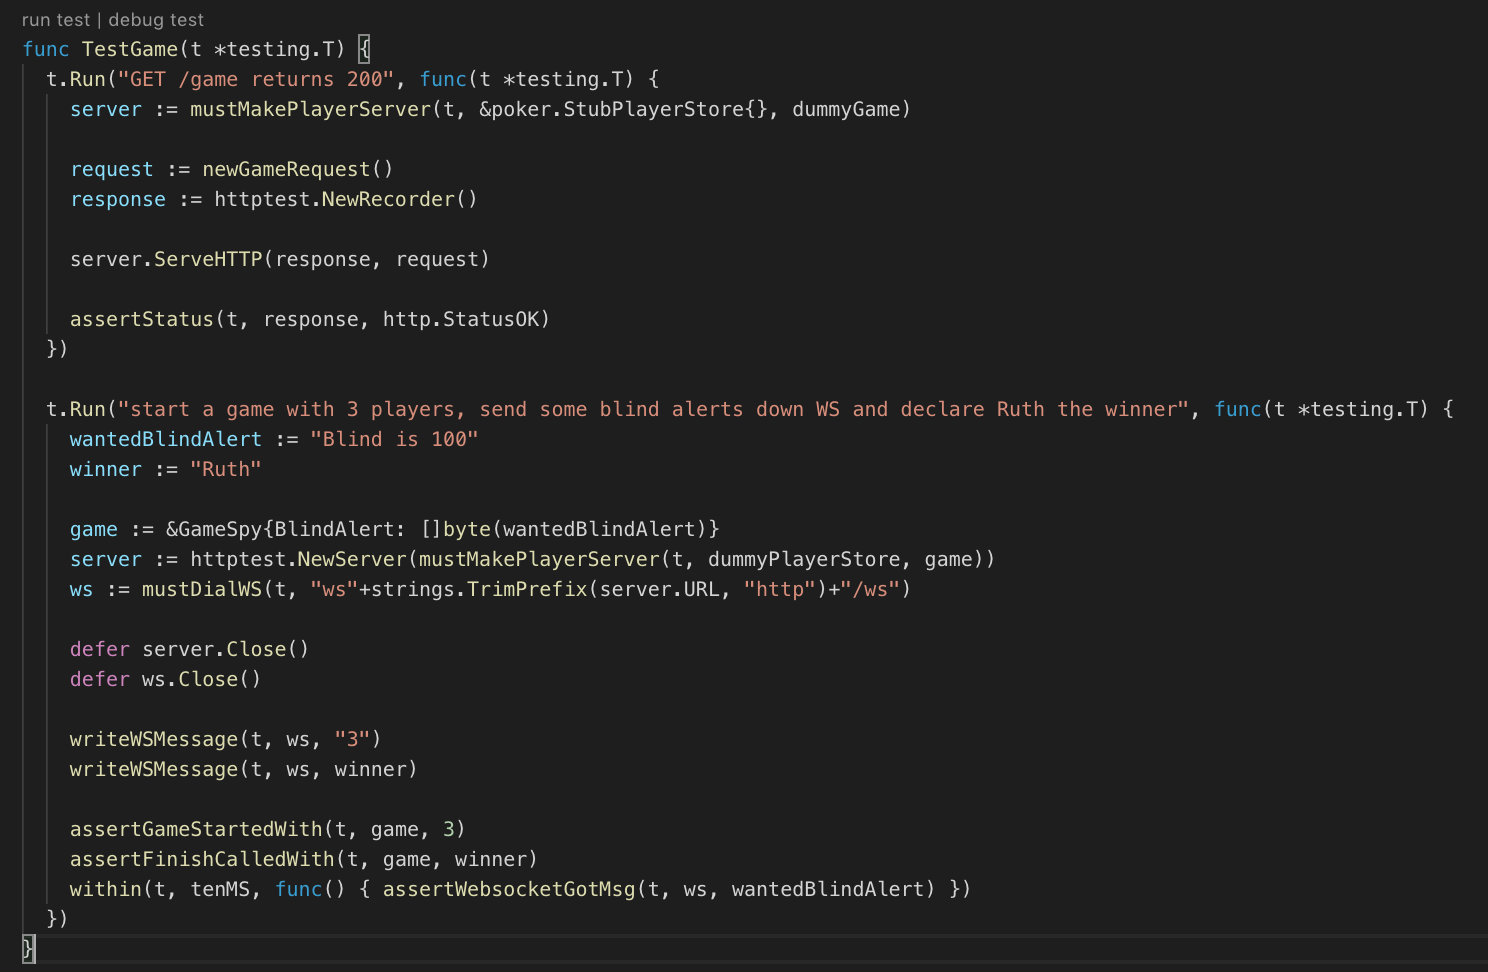 run test | debug test
func TestGame(t *testing.T) {
  t.Run("GET /game returns 200", func(t *testing.T) {
    server := mustMakePlayerServer(t, &poker.StubPlayerStore{}, dummyGame)

    request := newGameRequest()
    response := httptest.NewRecorder()

    server.ServeHTTP(response, request)

    assertStatus(t, response, http.StatusOK)
  })

  t.Run("start a game with 3 players, send some blind alerts down WS and declare Ruth the winner", func(t *testing.T) {
    wantedBlindAlert := "Blind is 100"
    winner := "Ruth"

    game := &GameSpy{BlindAlert: []byte(wantedBlindAlert)}
    server := httptest.NewServer(mustMakePlayerServer(t, dummyPlayerStore, game))
    ws := mustDialWS(t, "ws"+strings.TrimPrefix(server.URL, "http")+"/ws")

    defer server.Close()
    defer ws.Close()

    writeWSMessage(t, ws, "3")
    writeWSMessage(t, ws, winner)

    assertGameStartedWith(t, game, 3)
    assertFinishCalledWith(t, game, winner)
    within(t, tenMS, func() { assertWebsocketGotMsg(t, ws, wantedBlindAlert) })
  })
}